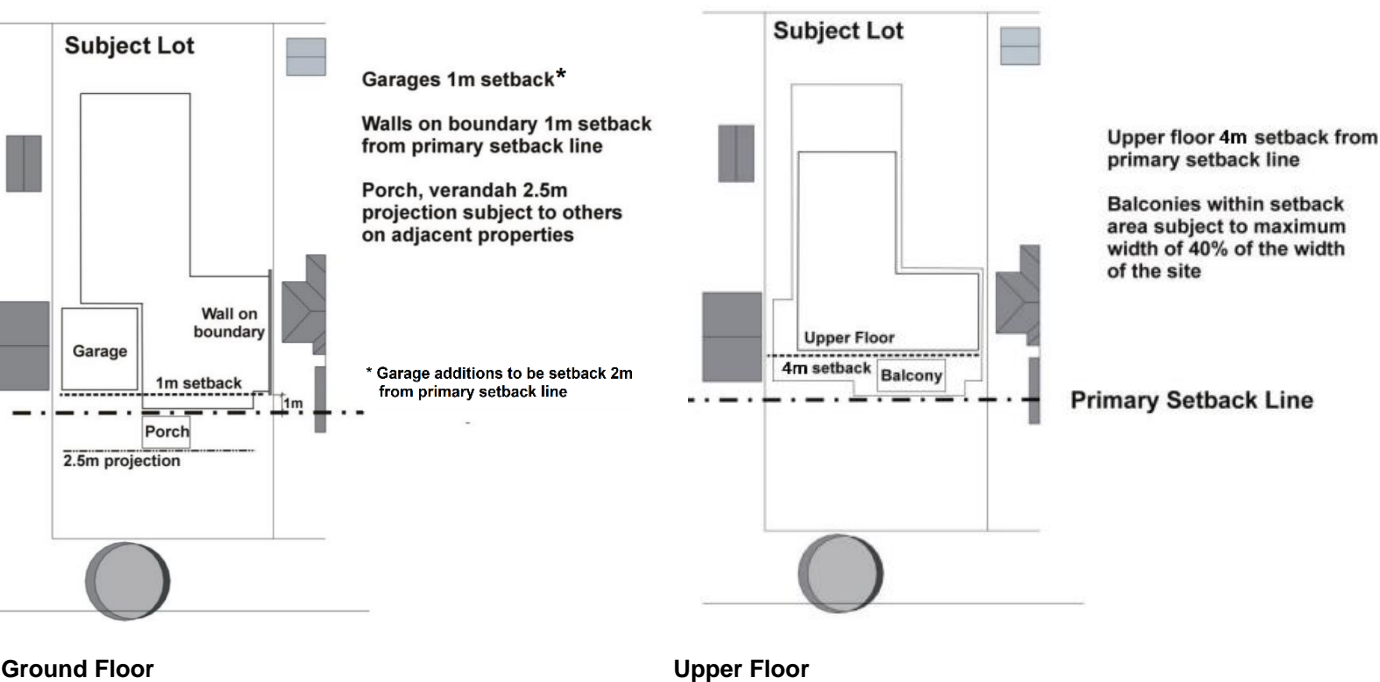 Subject Lot
Garages 1m setback*
Walls on boundary 1m setback
from primary setback line
Porch, verandah 2.5m
projection subject to others
on adjacent properties
Wall on
boundary
Garage
1m setback
1m
Porch
2.5m projection
* Garage additions to be setback 2m
from primary setback line
Ground Floor
Subject Lot
Upper floor 4m setback from
primary setback line
Balconies within setback
area subject to maximum
width of 40% of the width
of the site
Upper Floor
4m setback
Balcony
Primary Setback Line
Upper Floor